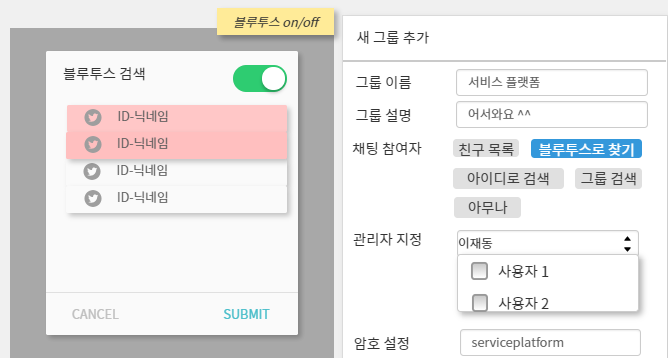 블루투스 on/off
블루투스 검색
ID-닉네임
ID-닉네임
ID-닉네임
ID-닉네임
CANCEL SUBMIT
새 그룹 추가
그룹 이름 서비스 플랫폼
그룹 설명 어서와요 ^^
채팅 참여자 친구 목록 블루투스로 찾기
아이디로 검색 그룹 검색
아무나
관리자 지정 이재동
사용자 1
사용자 2
암호 설정 serviceplatform